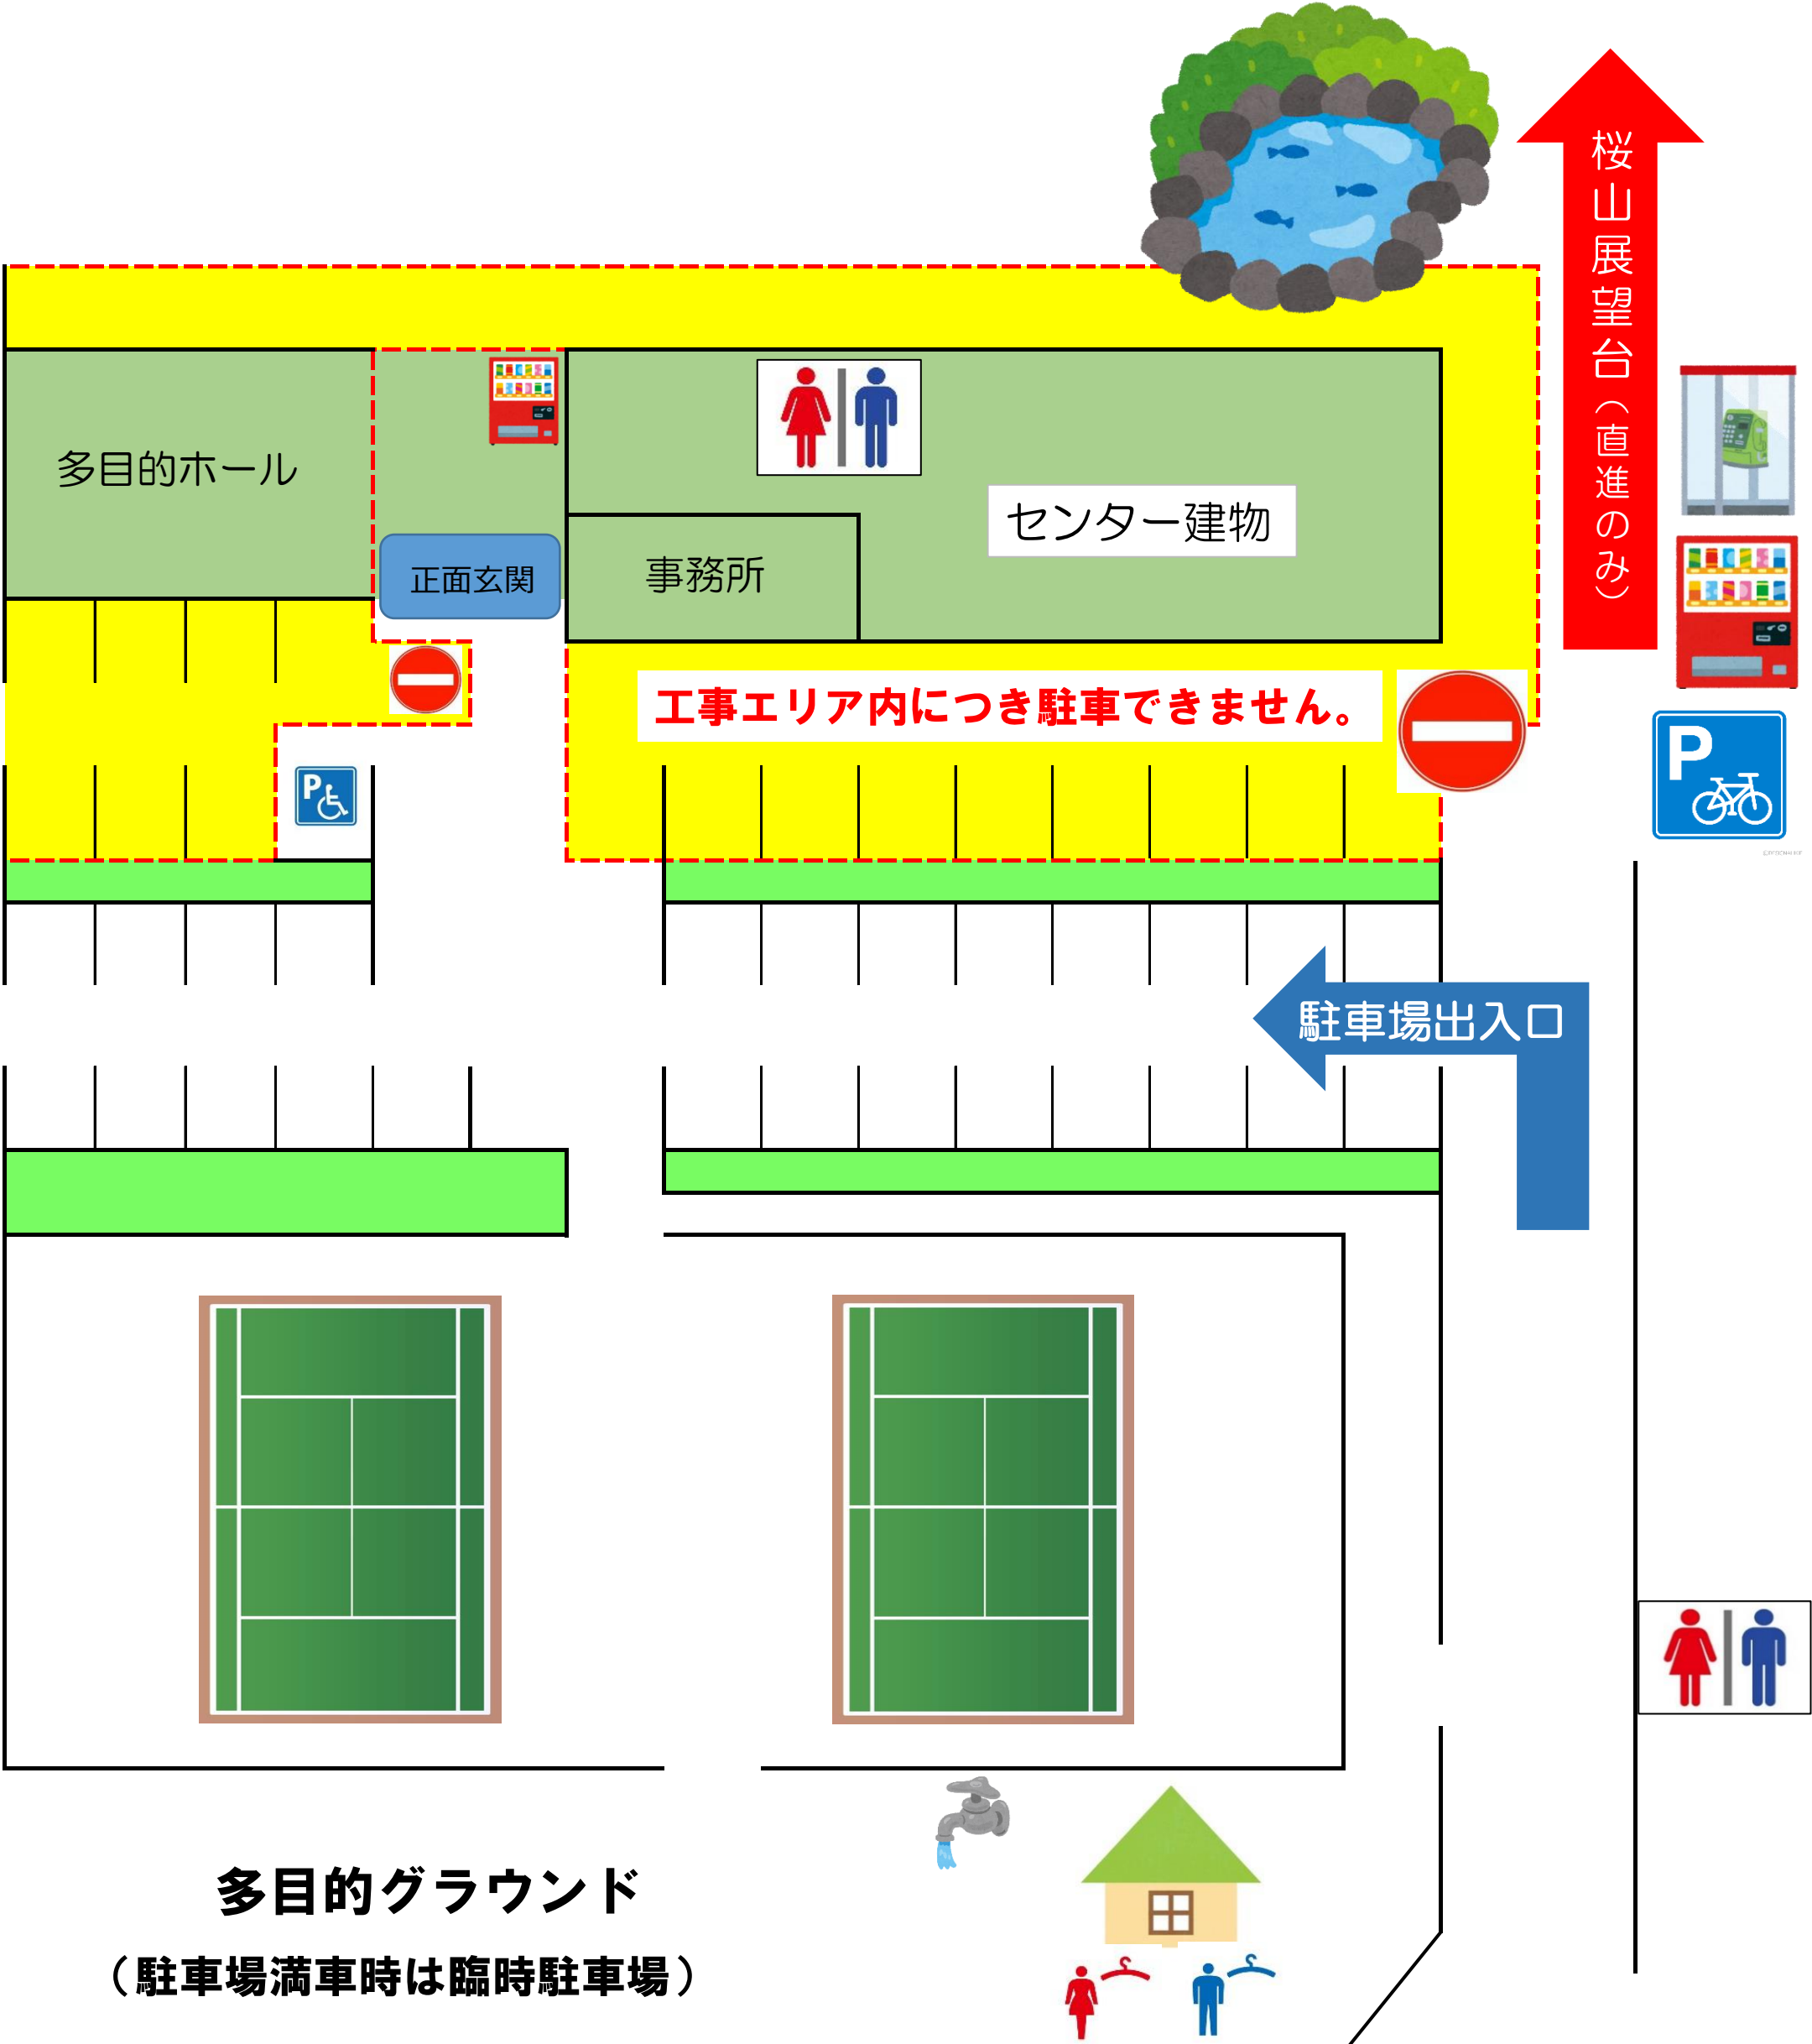 桜山展望台（直進のみ）
多目的ホール
センター建物
正面玄関
事務所
工事エリア内につき駐車できません。
P
P
駐車場出入口
多目的グラウンド
（駐車場満車時は臨時駐車場）